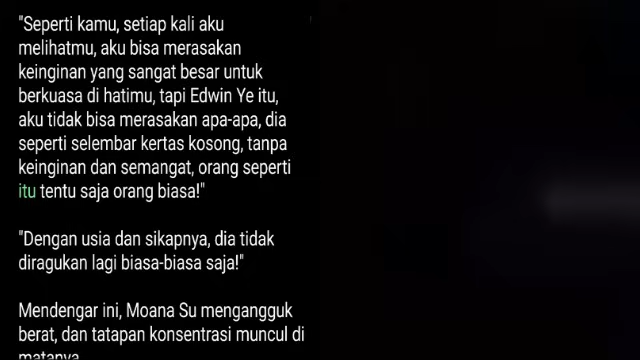 "Seperti kamu, setiap kali aku
melihatmu, aku bisa merasakan
keinginan yang sangat besar untuk
berkuasa di hatimu, tapi Edwin Ye itu,
aku tidak bisa merasakan apa-apa, dia
seperti selembar kertas kosong, tanpa
keinginan dan semangat, orang seperti
itu tentu saja orang biasa!"
"Dengan usia dan sikapnya, dia tidak
diragukan lagi biasa-biasa saja!"
Mendengar ini, Moana Su mengangguk
berat, dan tatapan konsentrasi muncul di
matanya